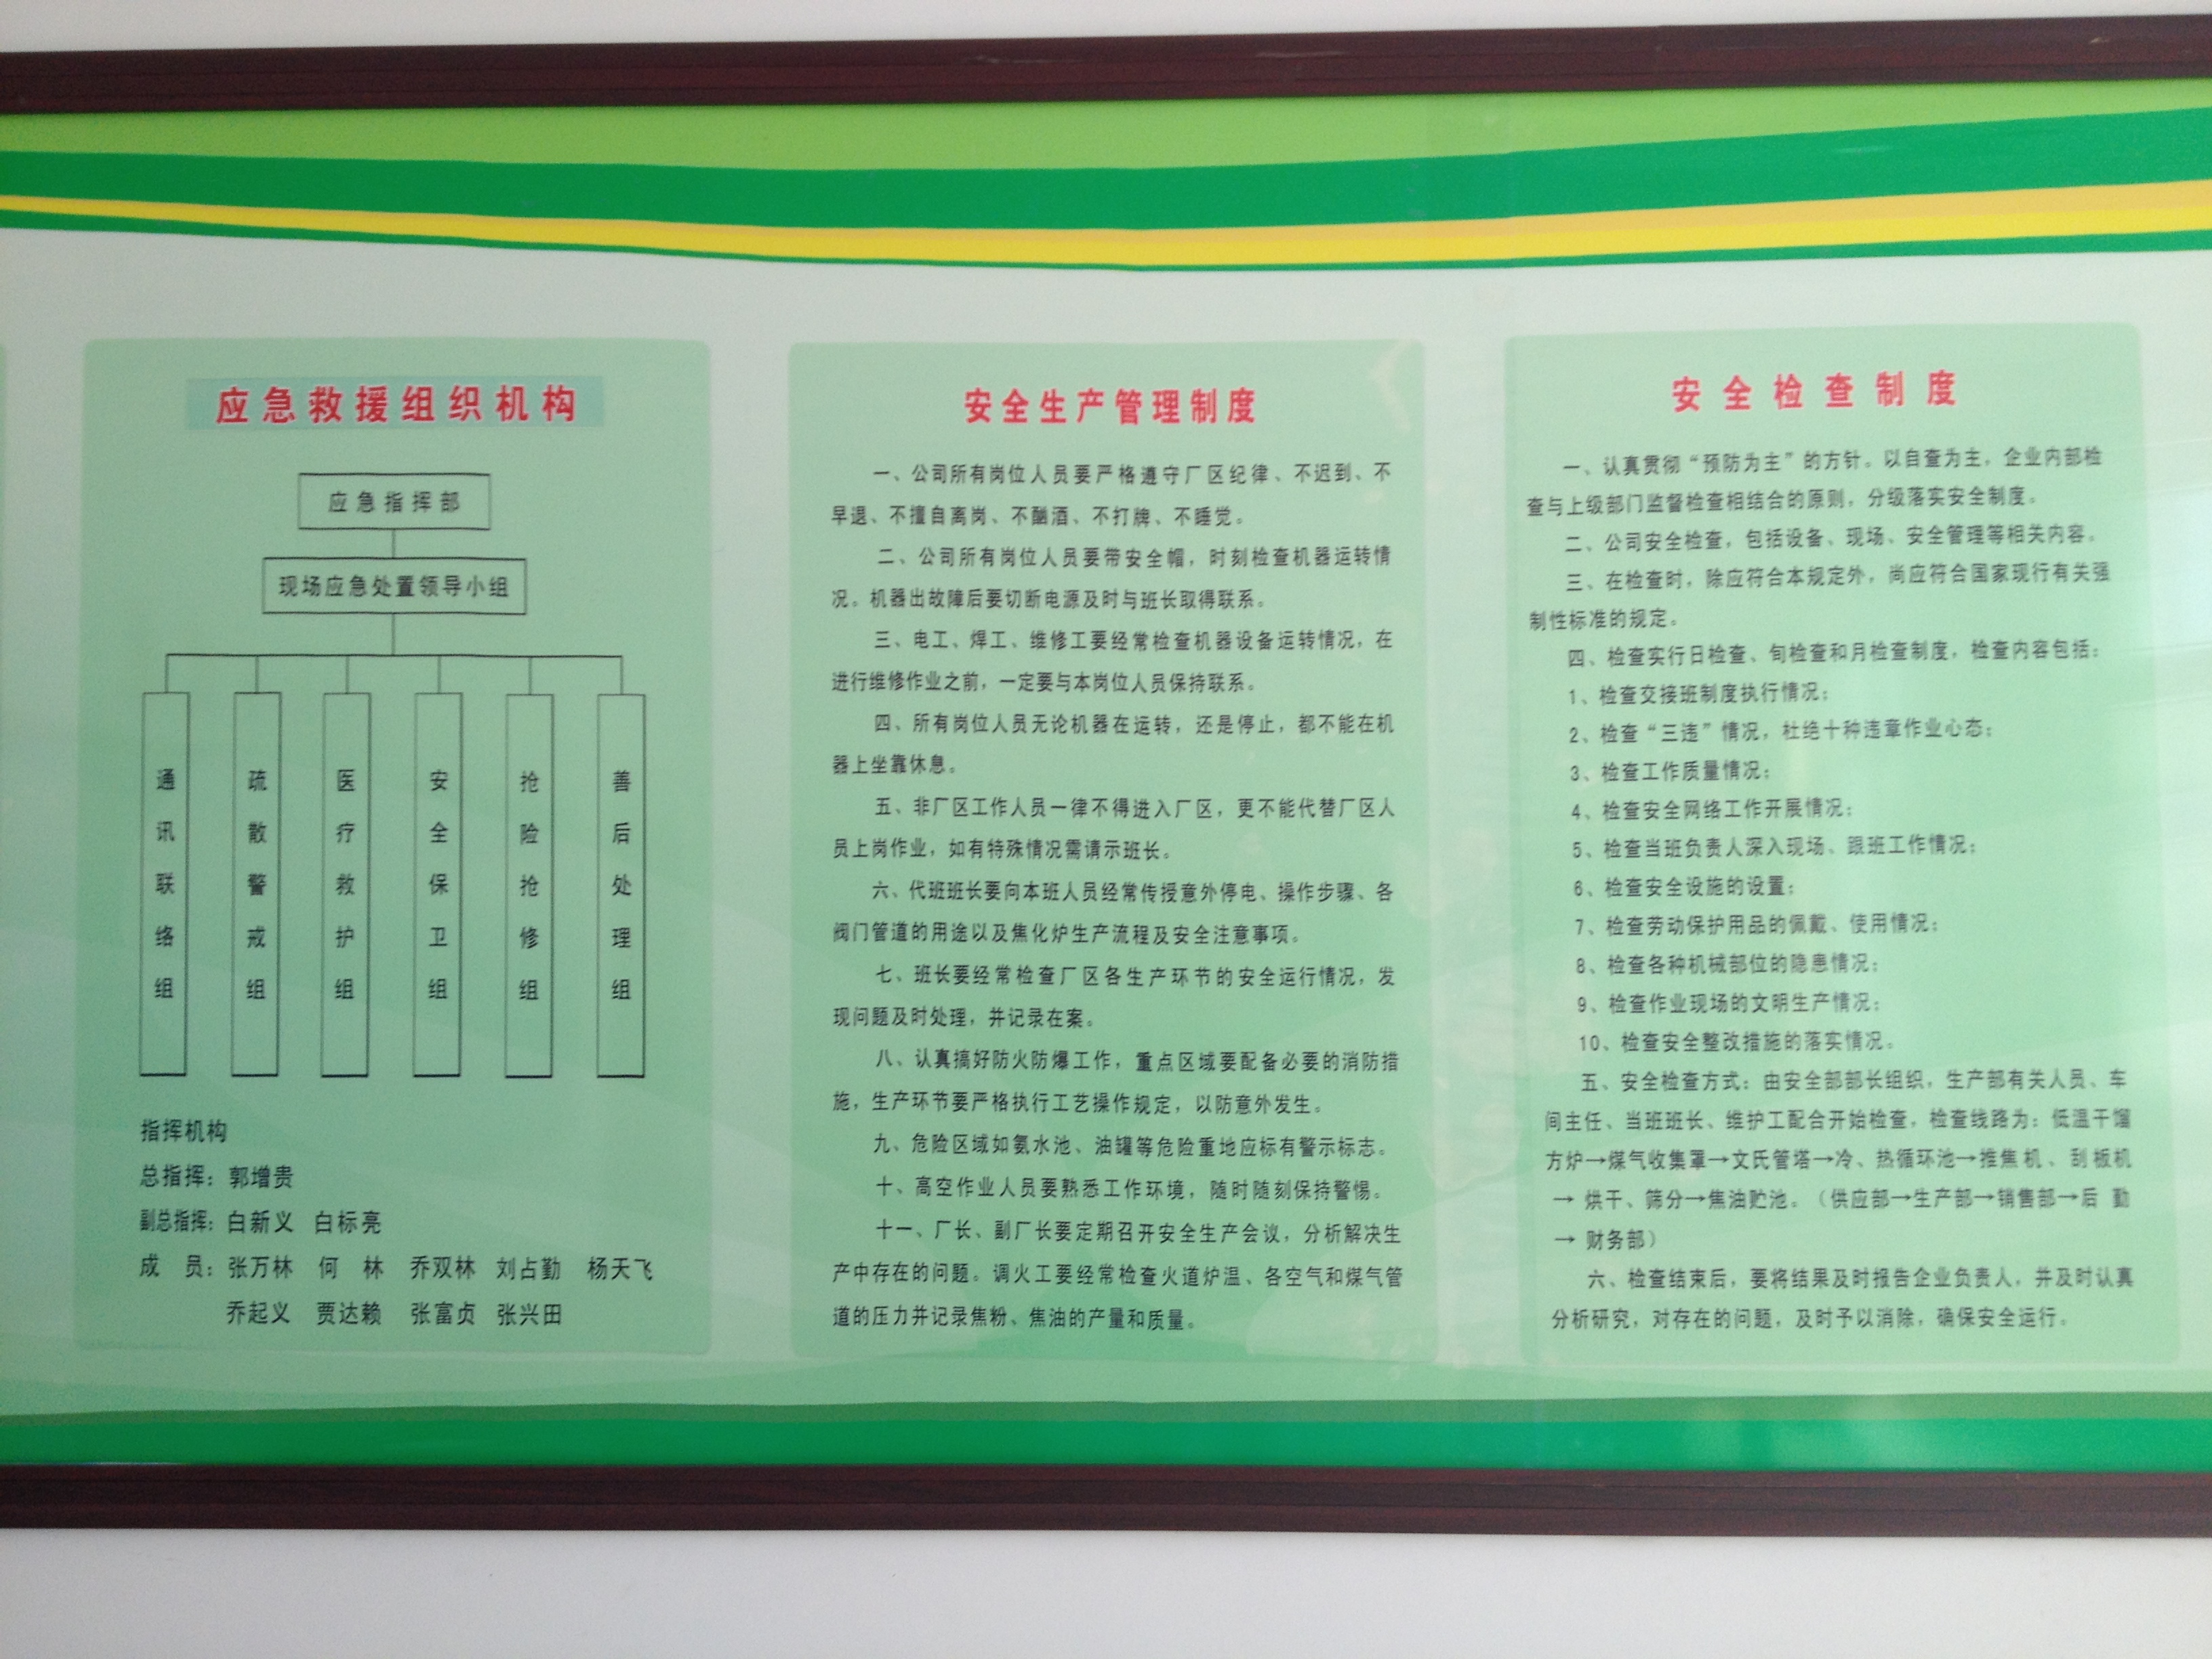 应急救援组织机构
应急指挥部
现场应急处置领导小组
通讯联络组
疏散警戒组
医疗救护组
安全保卫组
抢险抢修组
善后处理组
指挥机构
总指挥：郭增贵
副总指挥：白新义 白标亮
成 员：张万林 何 林 乔双林 刘占勤 杨天飞
乔起义 贾达赖 张富贞 张兴田
安全生产管理制度
一、公司所有岗位人员要严格遵守厂区纪律、不迟到、不
早退、不擅自离岗、不酗酒、不打牌、不睡觉。
二、公司所有岗位人员要带安全帽，时刻检查机器运转情
况。机器出故障后要切断电源及时与班长取得联系。
三、电工、焊工、维修工要经常检查机器设备运转情况，在
进行维修作业之前，一定要与本岗位人员保持联系。
四、所有岗位人员无论机器在运转，还是停止，都不能在机
器上坐靠休息。
五、非厂区工作人员一律不得进入厂区，更不能代替厂区人
员上岗作业，如有特殊情况需请示班长。
六、代班班长要向本班人员经常传授意外停电、操作步骤、各
阀门管道的用途以及焦化炉生产流程及安全注意事项。
七、班长要经常检查厂区各生产环节的安全运行情况，发
现问题及时处理，并记录在案。
八、认真搞好防火防爆工作，重点区域要配备必要的消防措
施，生产环节要严格执行工艺操作规定，以防意外发生。
九、危险区域如氨水池、油罐等危险重地应标有警示标志。
十、高空作业人员要熟悉工作环境，随时随刻保持警惕。
十一、厂长、副厂长要定期召开安全生产会议，分析解决生
产中存在的问题。调火工要经常检查火道炉温、各空气和煤气管
道的压力并记录焦粉、焦油的产量和质量。
安全检查制度
一、认真贯彻“预防为主”的方针。以自查为主，企业内部检
查与上级部门监督检查相结合的原则，分级落实安全制度。
二、公司安全检查，包括设备、现场、安全管理等相关内容。
三、在检查时，除应符合本规定外，尚应符合国家现行有关强
制性标准的规定。
四、检查实行日检查、旬检查和月检查制度，检查内容包括：
1、检查交接班制度执行情况；
2、检查“三违”情况，杜绝十种违章作业心态；
3、检查工作质量情况；
4、检查安全网络工作开展情况；
5、检查当班负责人深入现场、跟班工作情况；
6、检查安全设施的设置；
7、检查劳动保护用品的佩戴、使用情况；
8、检查各种机械部位的隐患情况；
9、检查作业现场的文明生产情况；
10、检查安全整改措施的落实情况。
五、安全检查方式：由安全部部长组织，生产部有关人员、车
间主任、当班班长、维护工配合开始检查，检查线路为：低温干馏
方炉→煤气收集罩→文氏管塔→冷、热循环池→推焦机、刮板机
→ 烘干、筛分→焦油贮池。（供应部→生产部→销售部→后 勤
→ 财务部）
六、检查结束后，要将结果及时报告企业负责人，并及时认真
分析研究，对存在的问题，及时予以消除，确保安全运行。